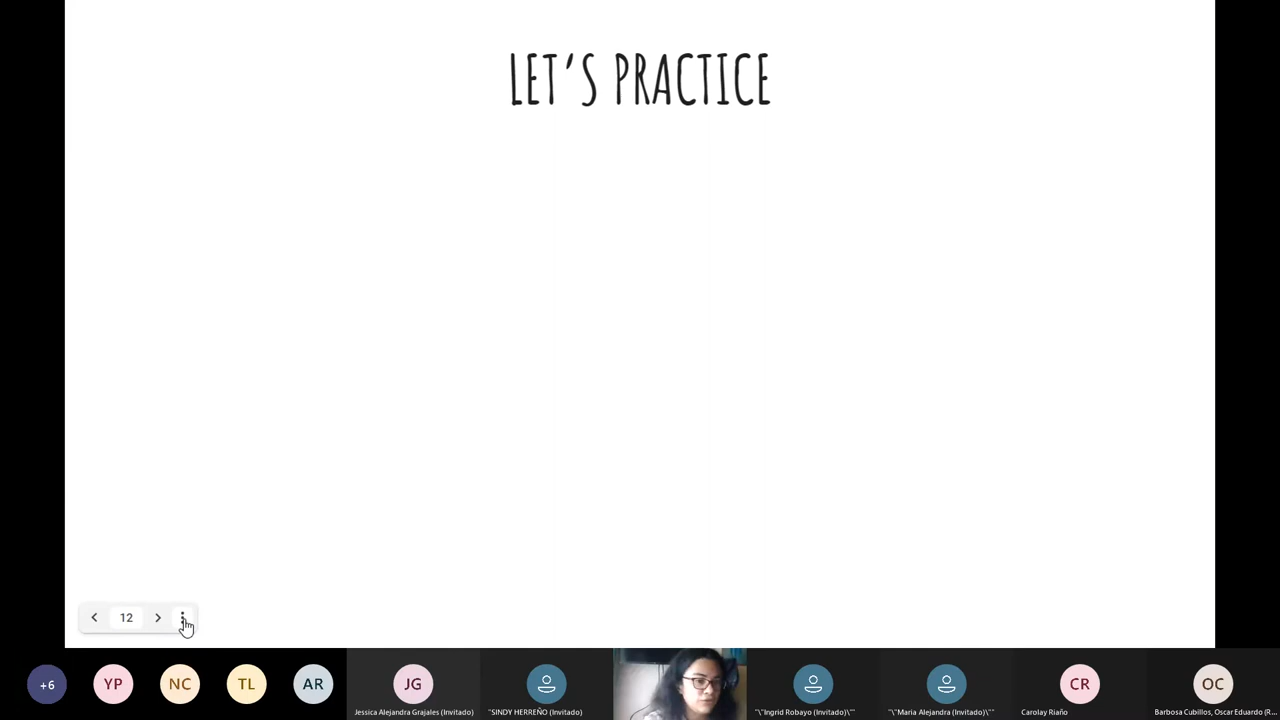 LET'S PRACTICE
12
+6
YP
NC
TL
AR
JG
CR
OC
Jessica Alejandra Grajales (Invitado)
"SINDY HERREÑO (Invitado)
"\"Ingrid Robayo (Invitado)\""
"\"Maria Alejandra (Invitado)\""
Carolay Riaño
Barbosa Cubillos, Oscar Eduardo (R...